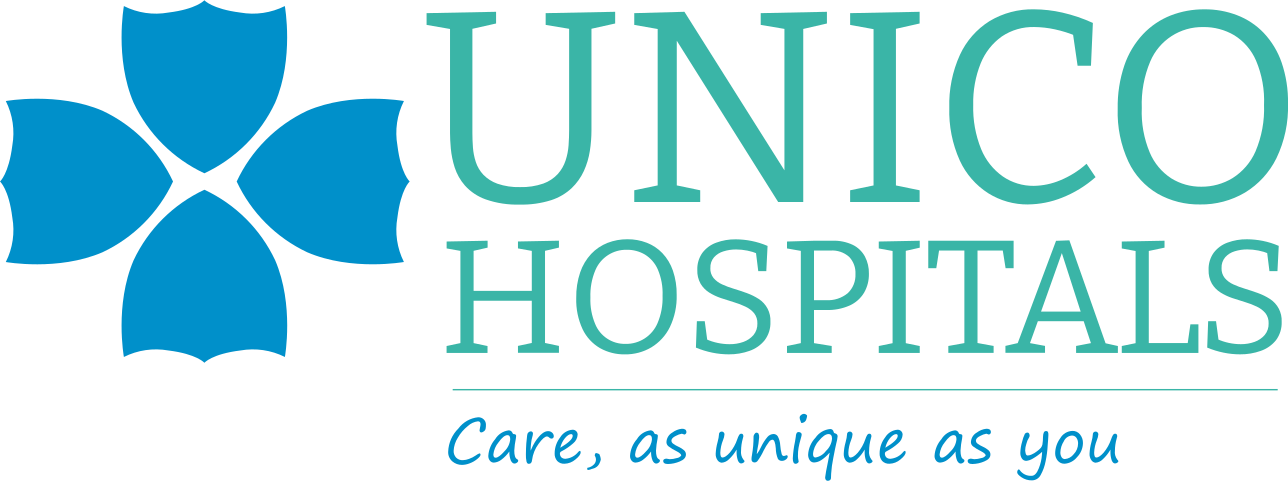 UNICO
HOSPITALS
Care, as unique as you